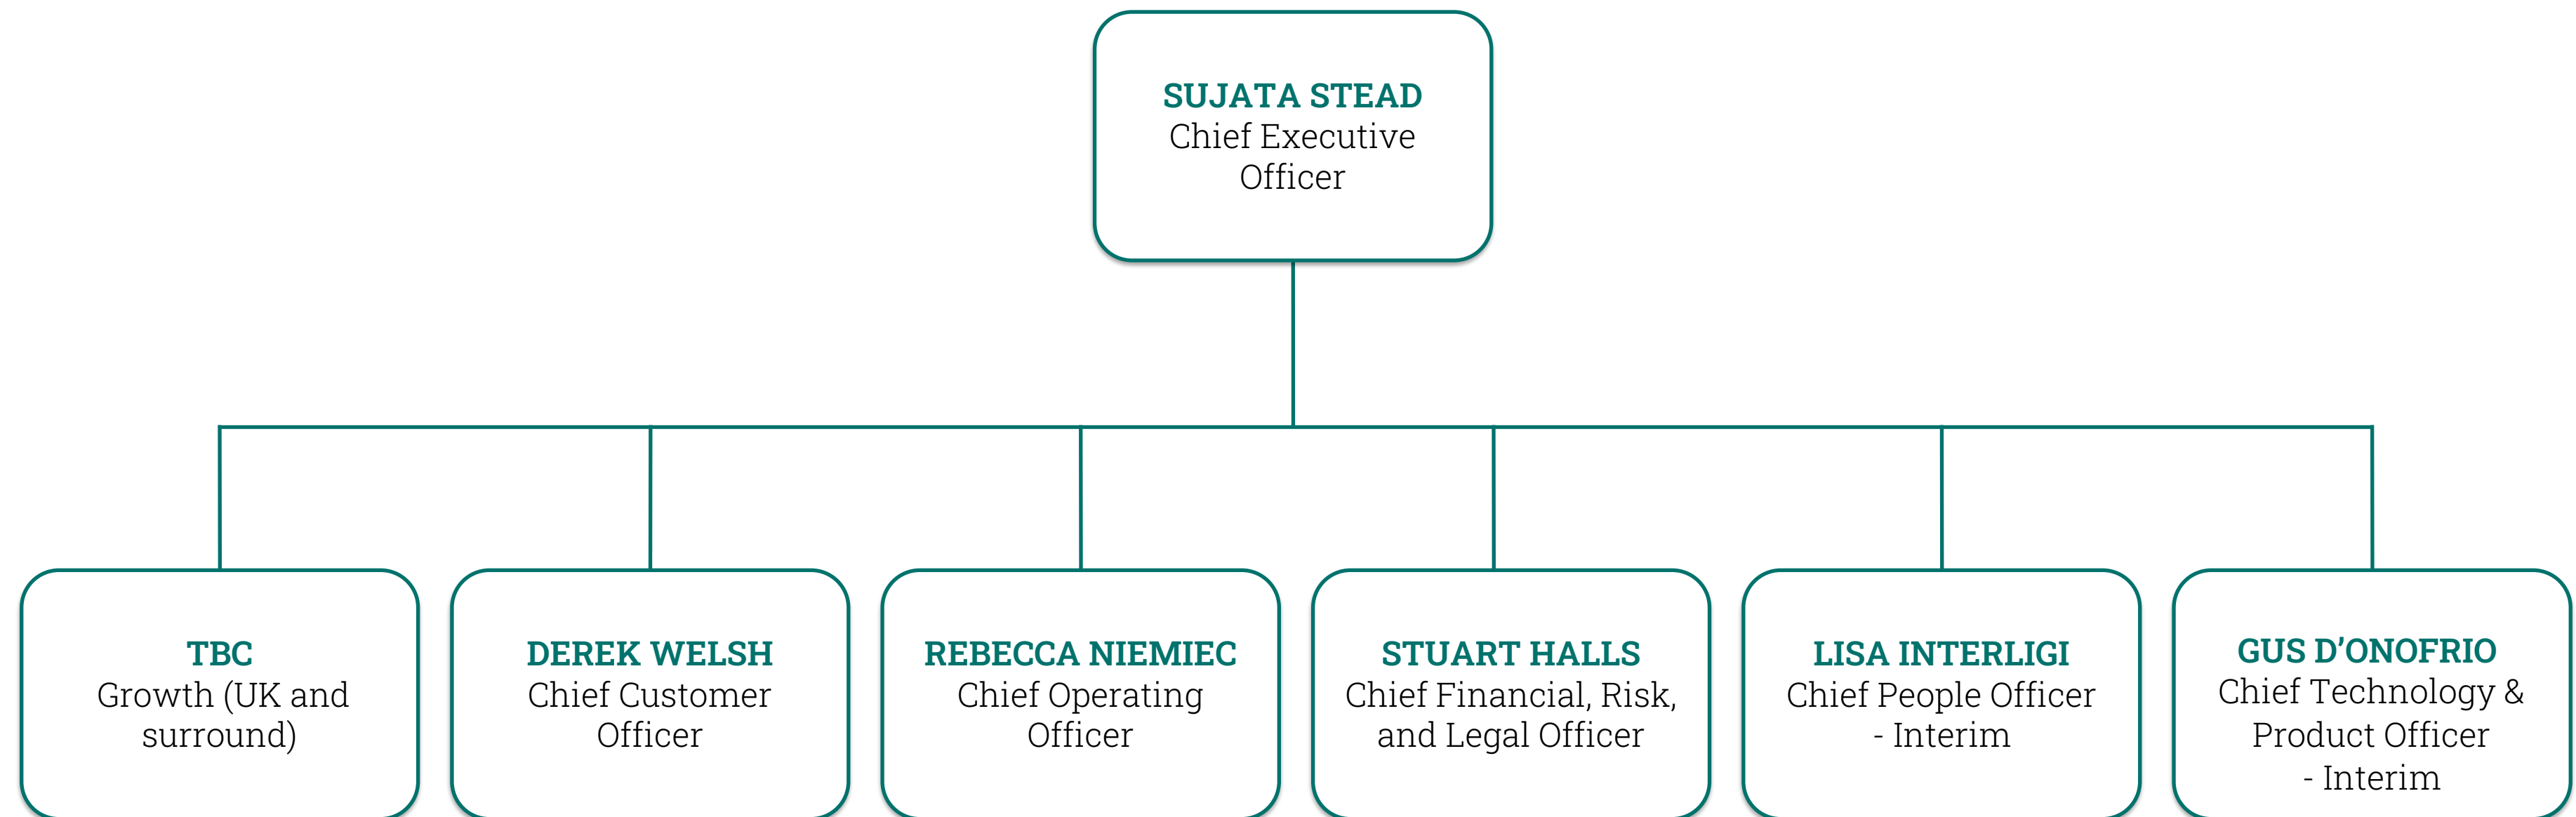 SUJATA STEAD
Chief Executive
Officer
TBC
Growth (UK and
surround)
DEREK WELSH
Chief Customer
Officer
REBECCA NIEMIEC
Chief Operating
Officer
STUART HALLS
Chief Financial, Risk,
and Legal Officer
LISA INTERLIGI
Chief People Officer
- Interim
GUS D’ONOFRIO
Chief Technology &
Product Officer
- Interim